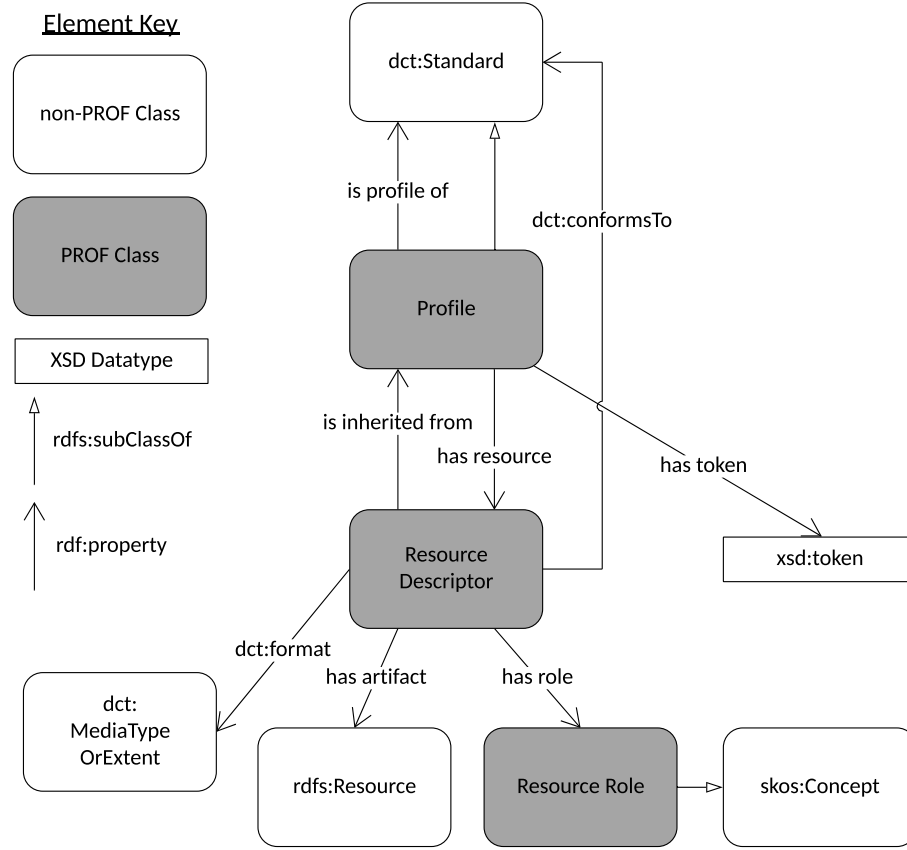 Element Key
non-PROF Class
PROF Class
XSD Datatype
rdfs:subClassOf
rdf:property
dct:Standard
is profile of
dct:conformsTo
Profile
is inherited from
has resource
has token
xsd:token
Resource
Descriptor
dct:format
has artifact
has role
dct:
MediaType
OrExtent
rdfs:Resource
Resource Role
skos:Concept